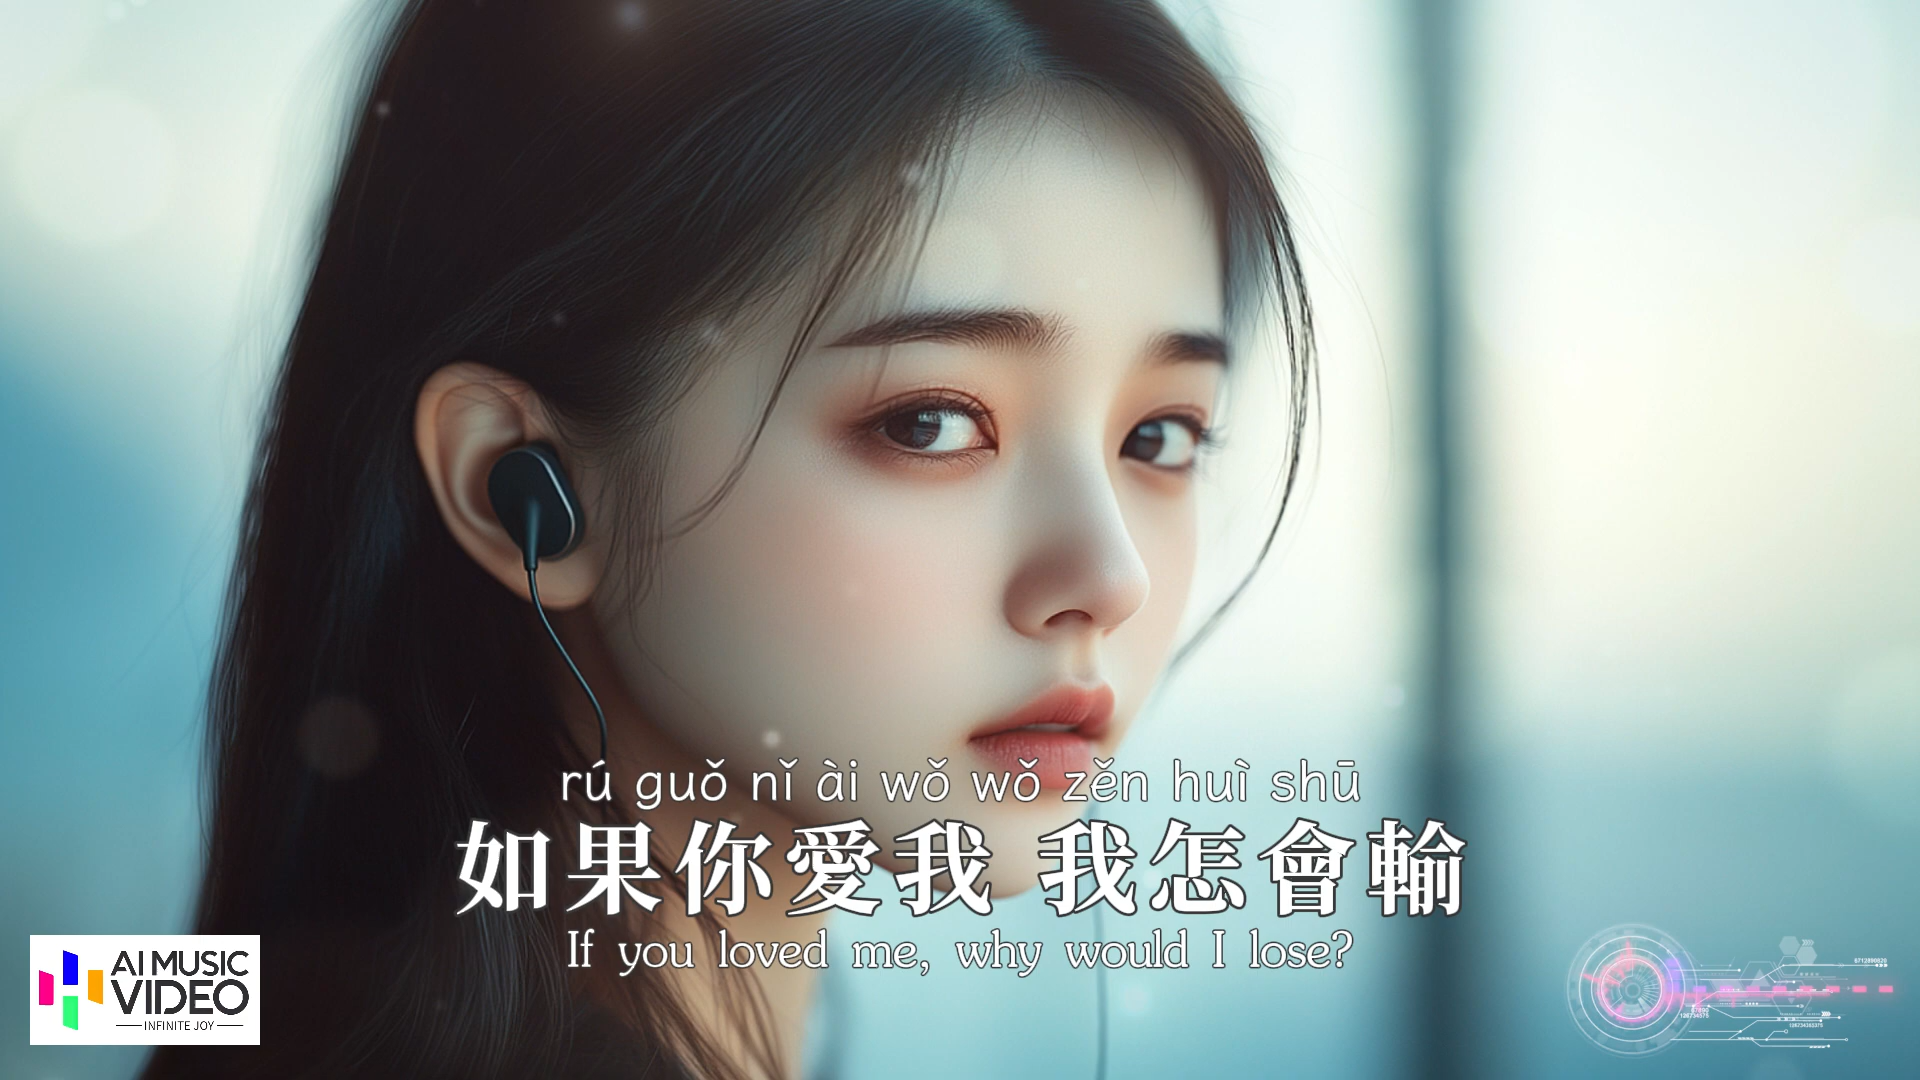 rú guǒ nǐ ài wǒ wǒ zěn huì shū
如果你愛我 我怎會輸
If you loved me, why would I lose?
AI MUSIC
VIDEO
INFINITE JOY